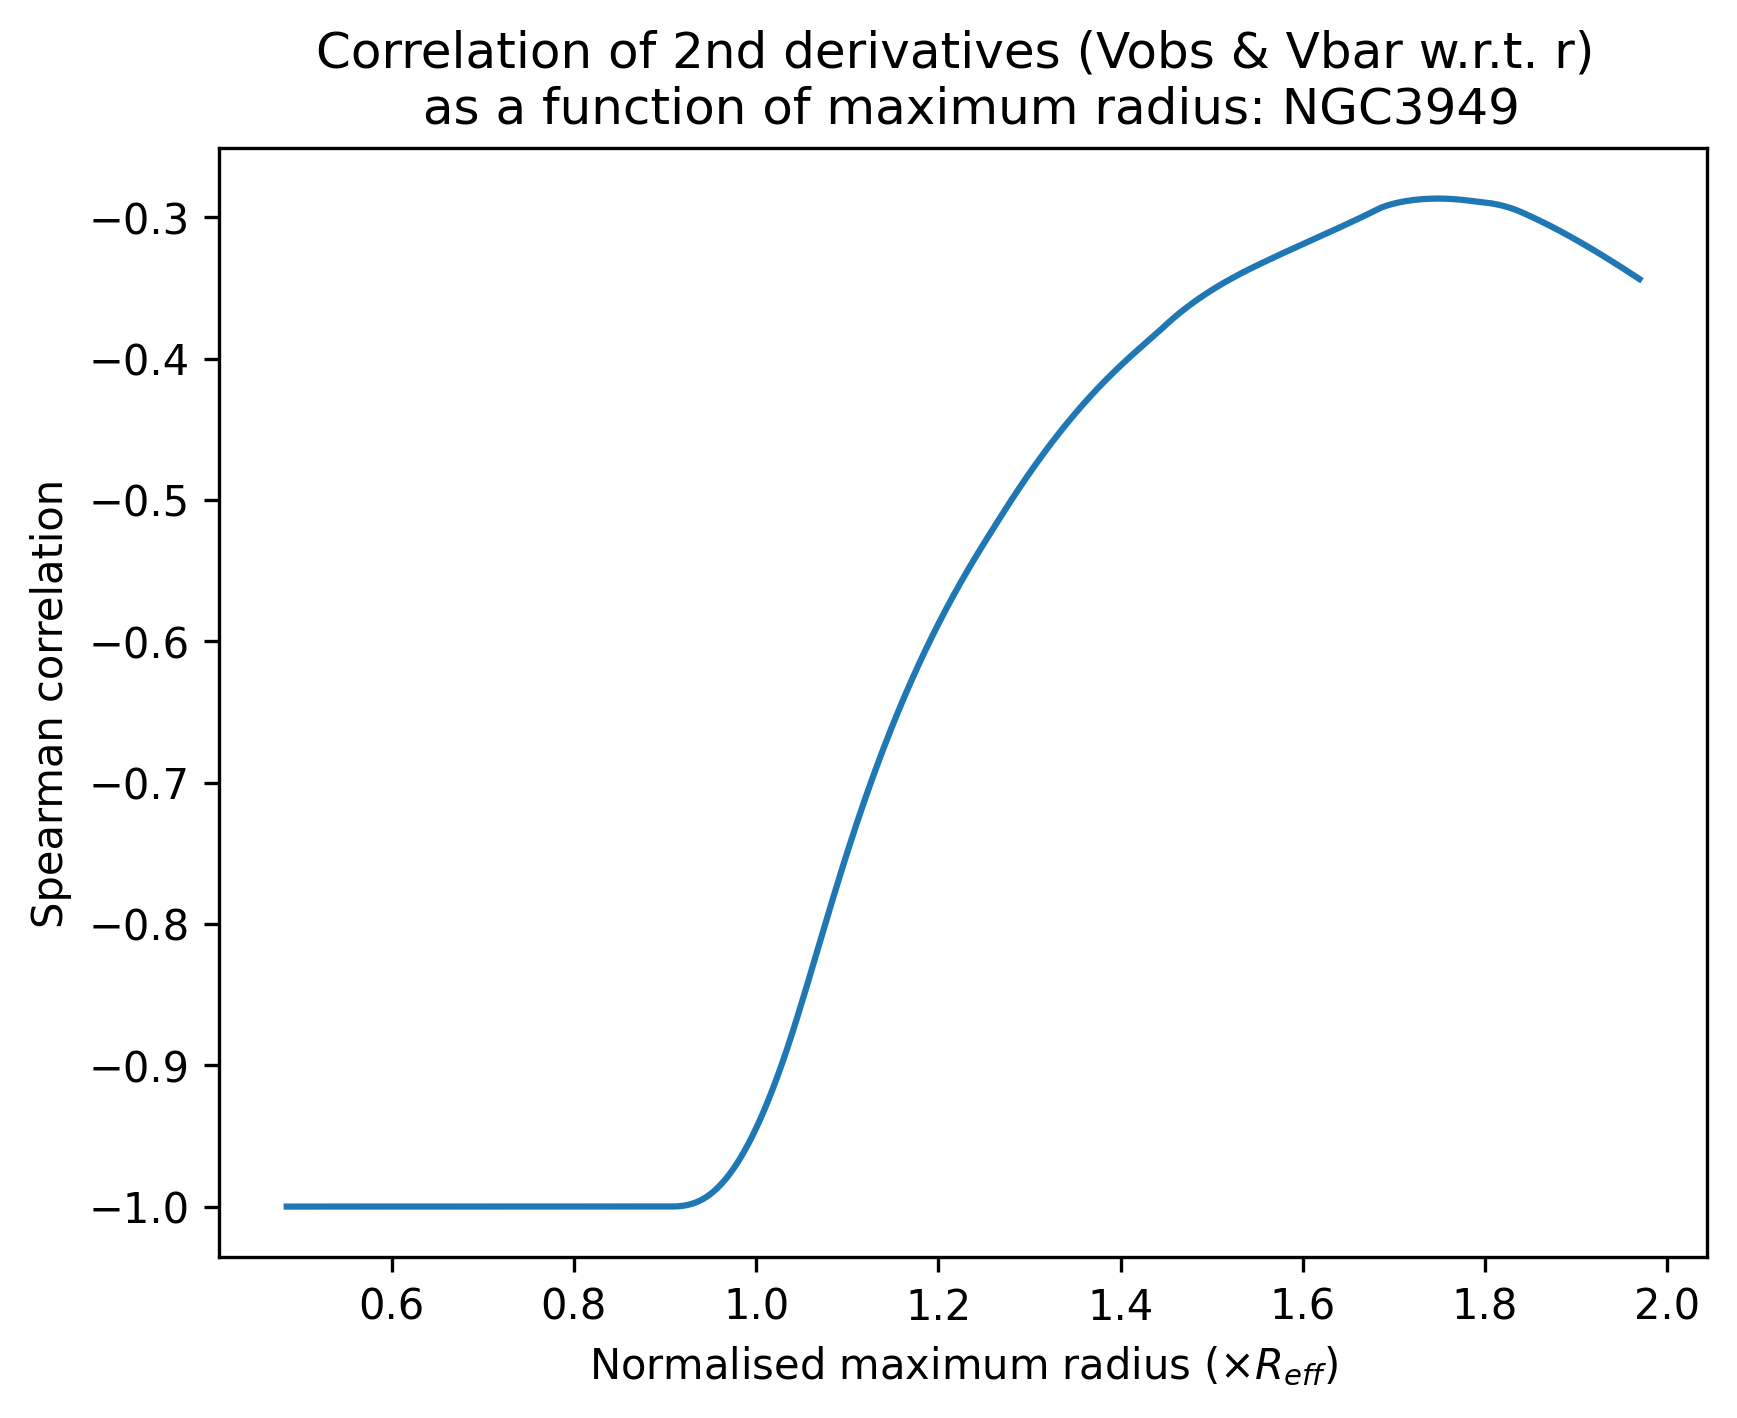 Correlation of 2nd derivatives (Vobs & Vbar w.r.t. r)
as a function of maximum radius: NGC3949
−0.3
−0.4
−0.5
−0.6
−0.7
−0.8
−0.9
−1.0
Spearman correlation
0.6 0.8 1.0 1.2 1.4 1.6 1.8 2.0
Normalised maximum radius (×R_eff)